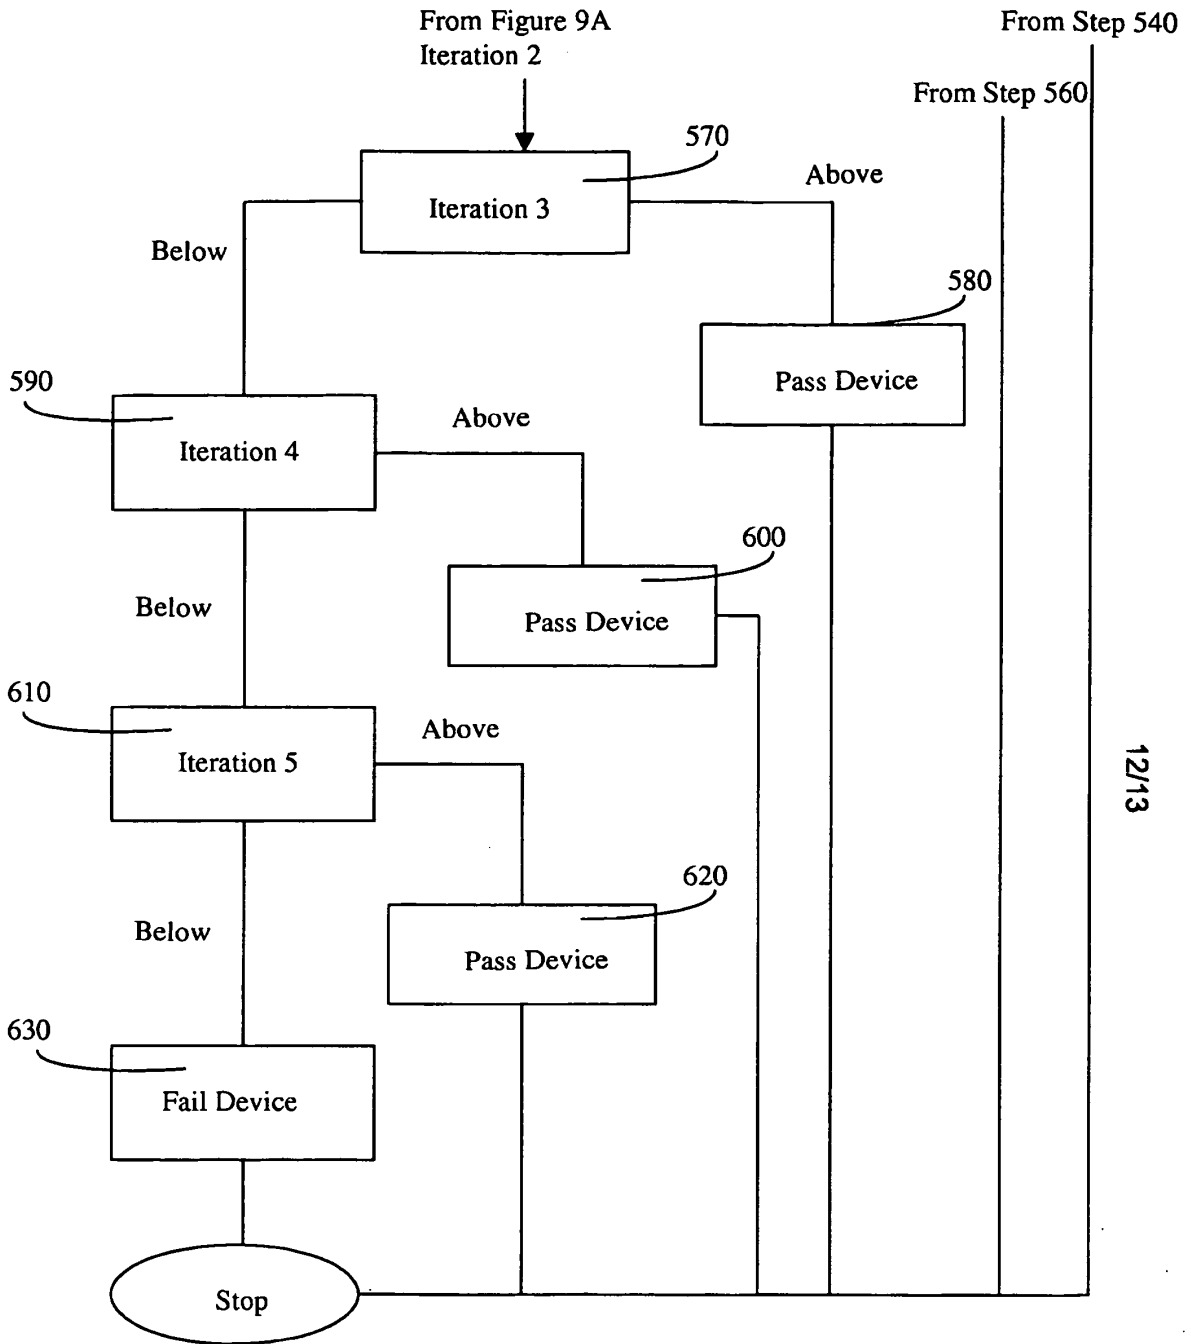 From Figure 9A
Iteration 2
From Step 540
From Step 560
570
Iteration 3
Above
Below
580
Pass Device
590
Iteration 4
Above
600
Pass Device
Below
610
Iteration 5
Above
12/13
620
Pass Device
Below
630
Fail Device
Stop